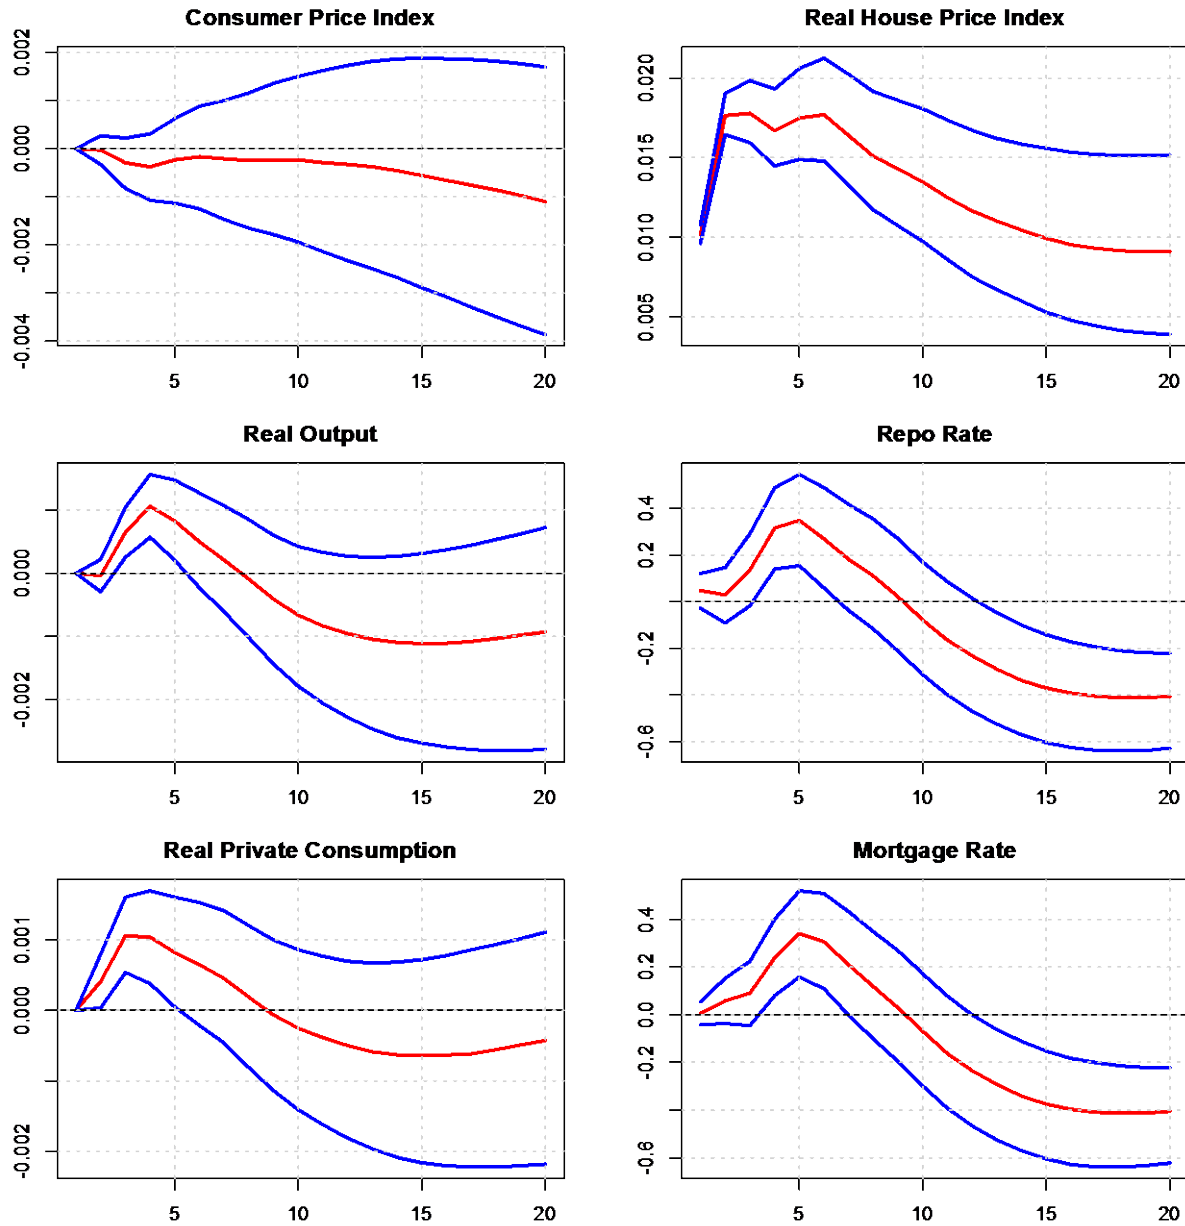 Consumer Price Index
0.002
0.000
-0.002
-0.004
5 10 15 20
Real House Price Index
0.020
0.015
0.010
0.005
5 10 15 20
Real Output
0.000
-0.002
5 10 15 20
Repo Rate
0.4
0.2
-0.2
-0.6
5 10 15 20
Real Private Consumption
0.001
0.000
-0.002
5 10 15 20
Mortgage Rate
0.4
0.2
0.0
-0.2
-0.6
5 10 15 20